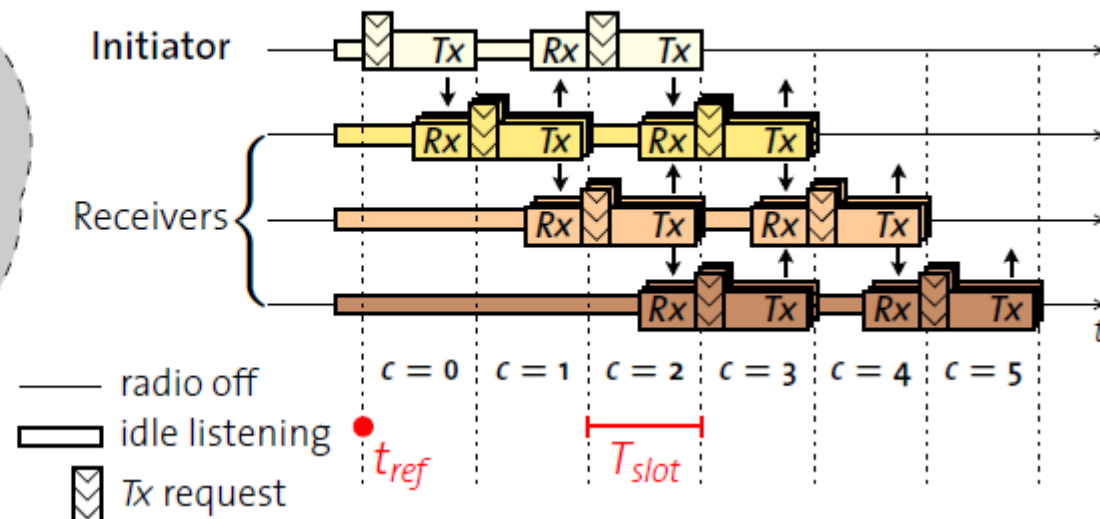 Initiator Tx Rx Tx
Rx Tx Rx Tx
Receivers Rx Tx Rx Tx
Rx Tx Rx Tx
t
c = 0 c = 1 c = 2 c = 3 c = 4 c = 5
radio off
idle listening
t_ref T_slot
Tx request